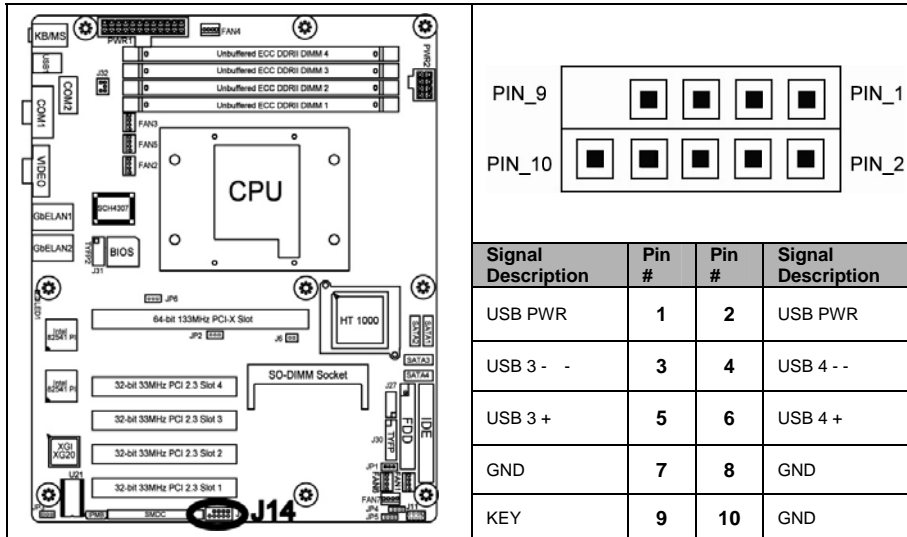 KB/MS
PWR1
FAN4
USB1
COM2
J32
PWR2
Unbuffered ECC DDRII DIMM 4
Unbuffered ECC DDRII DIMM 3
Unbuffered ECC DDRII DIMM 2
Unbuffered ECC DDRII DIMM 1
COM1
FAN3
FAN5
FAN2
VIDEO
CPU
SCH4307
GbELAN1
GbELAN2
TYFP2
BIOS
J31
JP6
64-bit 133MHz PCI-X Slot
HT 1000
Intel
82541 PI
JP2
J6
SATA2
SATA1
SATA3
SO-DIMM Socket
SATA4
Intel
82541 PI
32-bit 33MHz PCI 2.3 Slot 4
J27
32-bit 33MHz PCI 2.3 Slot 3
J30
TYFP
FDD
IDE
XGI
XG20
32-bit 33MHz PCI 2.3 Slot 2
JP1
U21
32-bit 33MHz PCI 2.3 Slot 1
FAN6
FAN1
FAN7
IPMB
SMDC
J14
JP4
JP5
J11
PIN_9
PIN_1
PIN_10
PIN_2
Signal Description Pin # Pin # Signal Description
USB PWR 1 2 USB PWR
USB 3 - - 3 4 USB 4 - -
USB 3 + 5 6 USB 4 +
GND 7 8 GND
KEY 9 10 GND